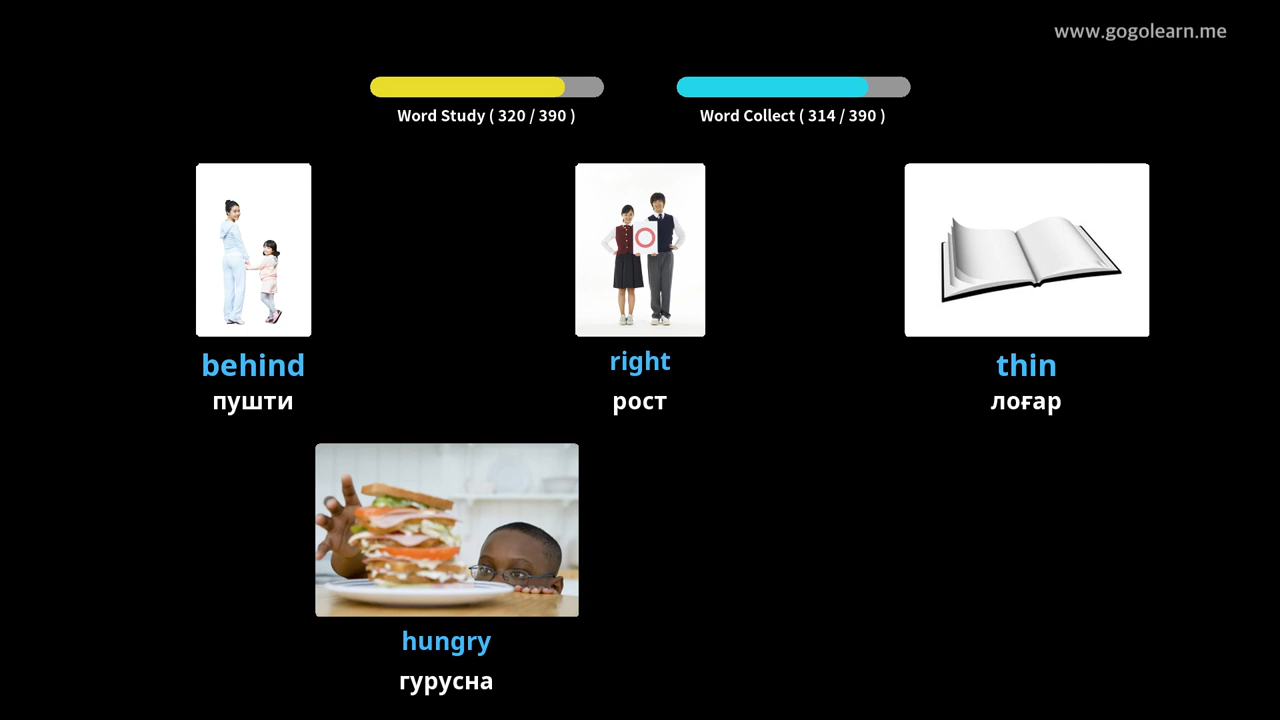 www.gogolearn.me
Word Study ( 320 / 390 )
Word Collect ( 314 / 390 )
behind
пушти
right
рост
thin
лоғар
hungry
гурусна